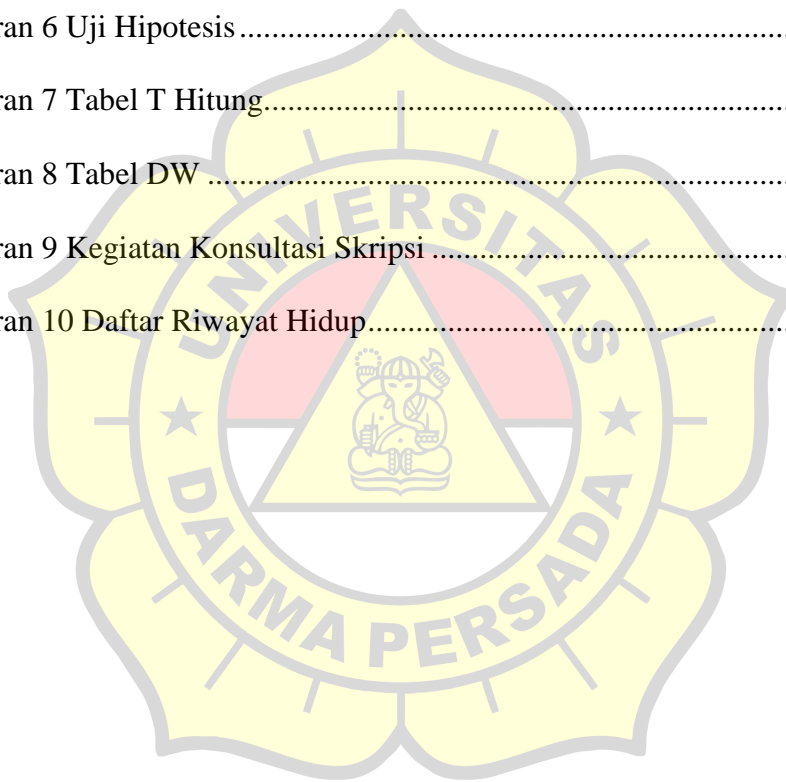 ran 6 Uji Hipotesis........................................................................
ran 7 Tabel T Hitung.....................................................................
ran 8 Tabel DW ............................................................................
ran 9 Kegiatan Konsultasi Skripsi ................................................
ran 10 Daftar Riwayat Hidup........................................................
UNIVERSITAS
DARMA PERSADA